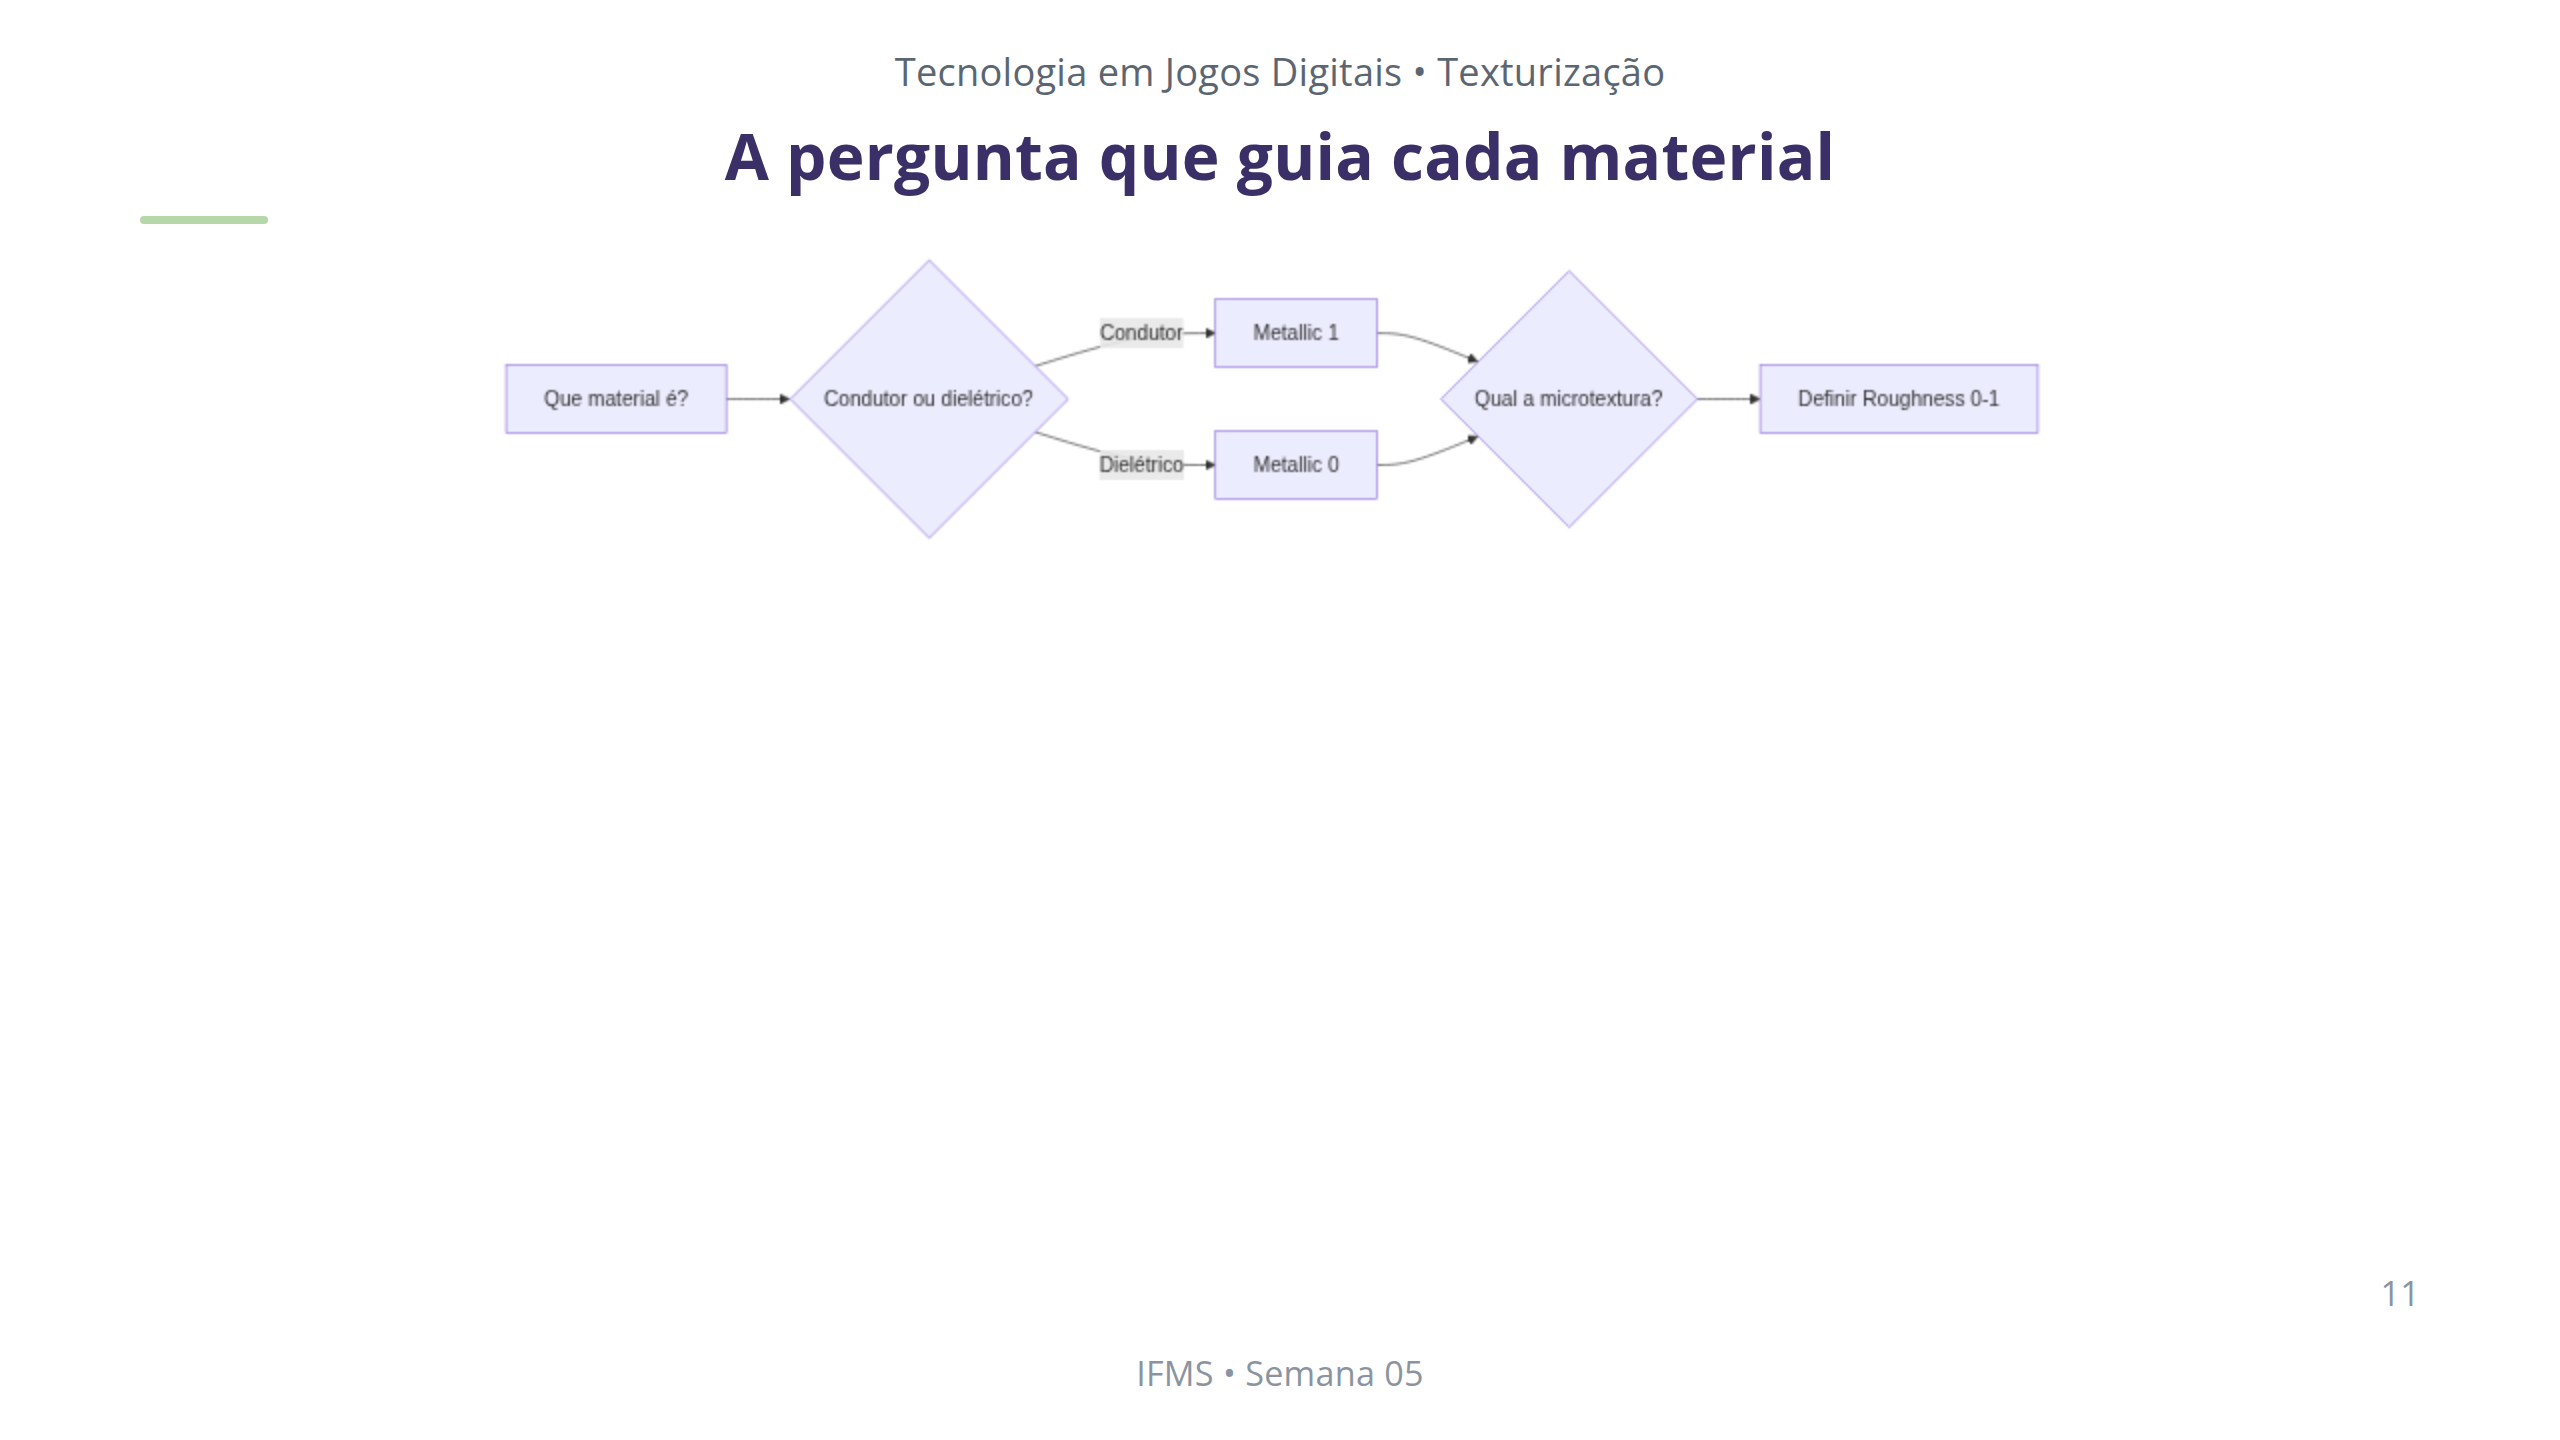 Tecnologia em Jogos Digitais • Texturização
A pergunta que guia cada material
Que material é?
Condutor ou dielétrico?
Condutor
Metallic 1
Dielétrico
Metallic 0
Qual a microtextura?
Definir Roughness 0-1
11
IFMS • Semana 05